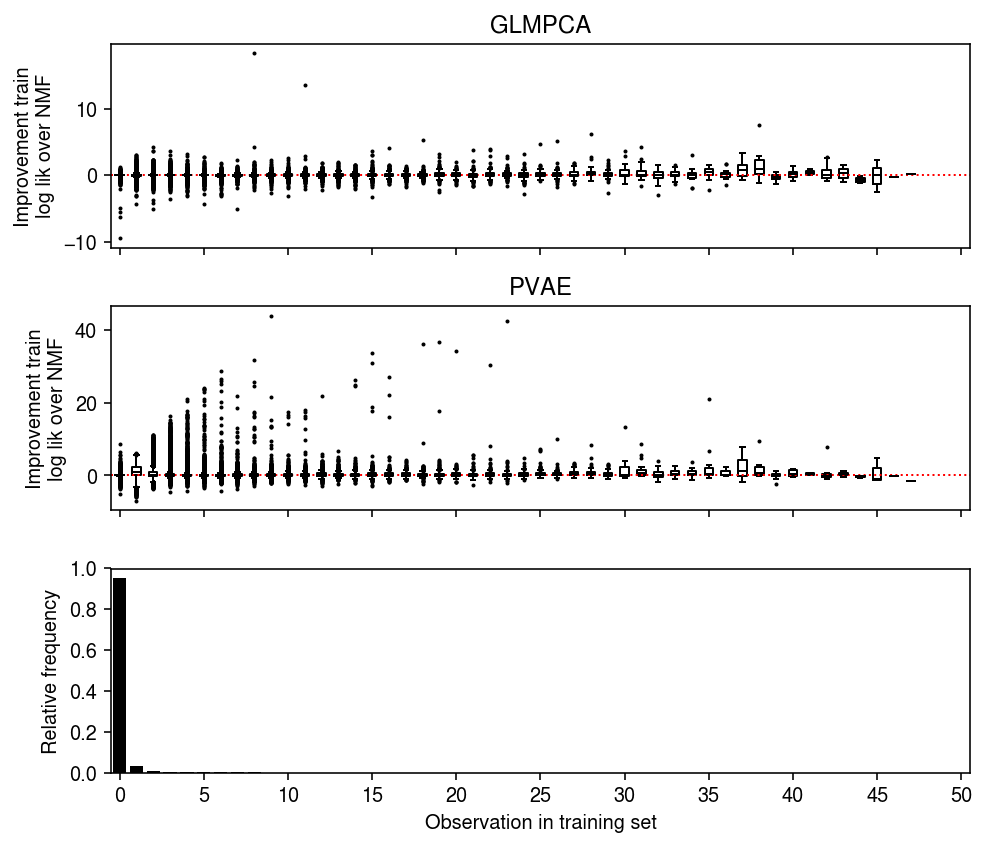 GLMPCA
Improvement train
log lik over NMF
10
0
−10
PVAE
Improvement train
log lik over NMF
40
20
0
Relative frequency
1.0
0.8
0.6
0.4
0.2
0.0
0 5 10 15 20 25 30 35 40 45 50
Observation in training set